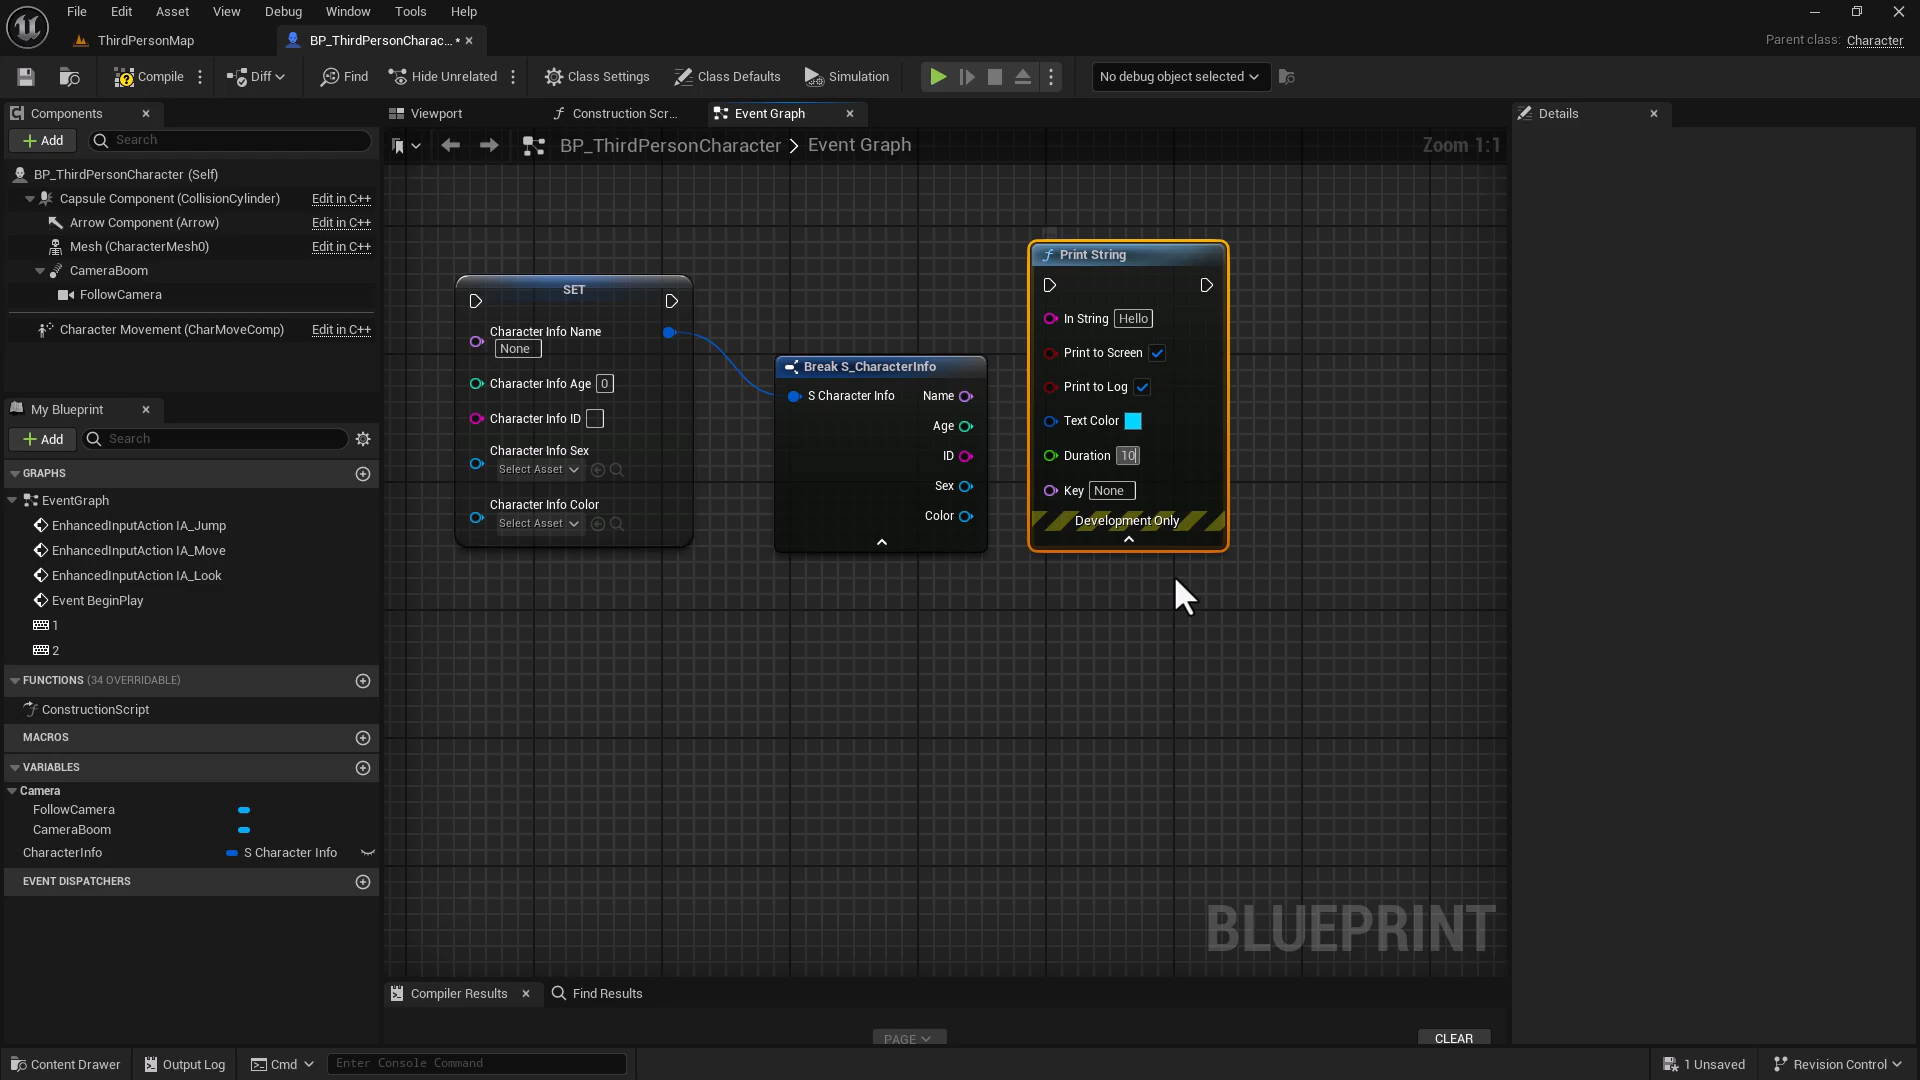 File Edit Asset View Debug Window Tools Help
ThirdPersonMap
BP_ThirdPersonCharac... *
Parent class: Character
Compile
Diff
Find
Hide Unrelated
Class Settings
Class Defaults
Simulation
No debug object selected
Components
Add
Search
BP_ThirdPersonCharacter (Self)
Capsule Component (CollisionCylinder) Edit in C++
Arrow Component (Arrow) Edit in C++
Mesh (CharacterMesh0) Edit in C++
CameraBoom
FollowCamera
Character Movement (CharMoveComp) Edit in C++
My Blueprint
Add
Search
GRAPHS
EventGraph
EnhancedInputAction IA_Jump
EnhancedInputAction IA_Move
EnhancedInputAction IA_Look
Event BeginPlay
1
2
FUNCTIONS (34 OVERRIDABLE)
ConstructionScript
MACROS
VARIABLES
Camera
FollowCamera
CameraBoom
CharacterInfo S Character Info
EVENT DISPATCHERS
Viewport
Construction Scr...
Event Graph
BP_ThirdPersonCharacter > Event Graph
Zoom 1:1
SET
Character Info Name
None
Character Info Age 0
Character Info ID
Character Info Sex
Select Asset
Character Info Color
Select Asset
Break S_CharacterInfo
S Character Info Name
Age
ID
Sex
Color
Print String
In String Hello
Print to Screen
Print to Log
Text Color
Duration 10
Key None
Development Only
BLUEPRINT
Compiler Results
Find Results
PAGE
CLEAR
Details
Content Drawer
Output Log
Cmd
Enter Console Command
1 Unsaved
Revision Control